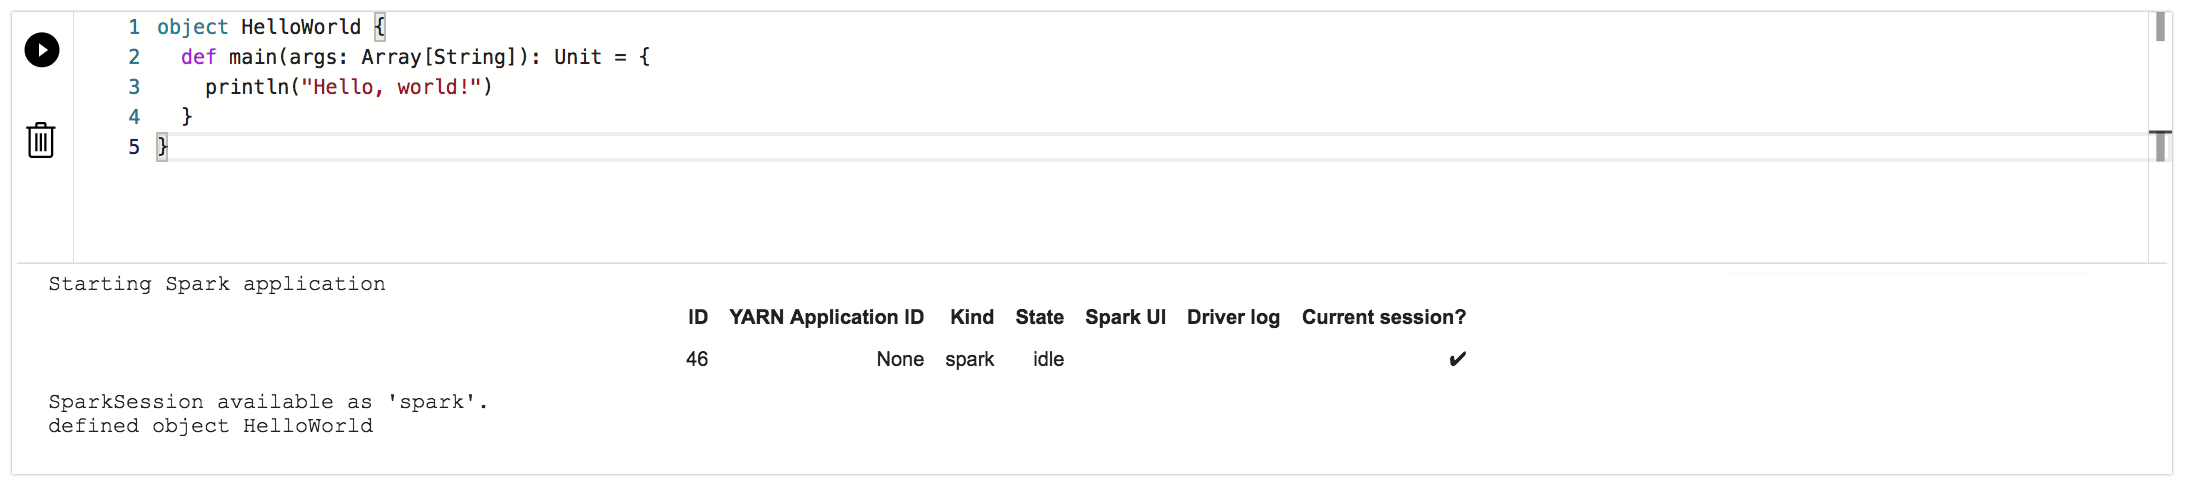 1 object HelloWorld {
2   def main(args: Array[String]): Unit = {
3     println("Hello, world!")
4   }
5 }
Starting Spark application
ID YARN Application ID Kind State Spark UI Driver log Current session?
46 None spark idle ✔
SparkSession available as 'spark'.
defined object HelloWorld